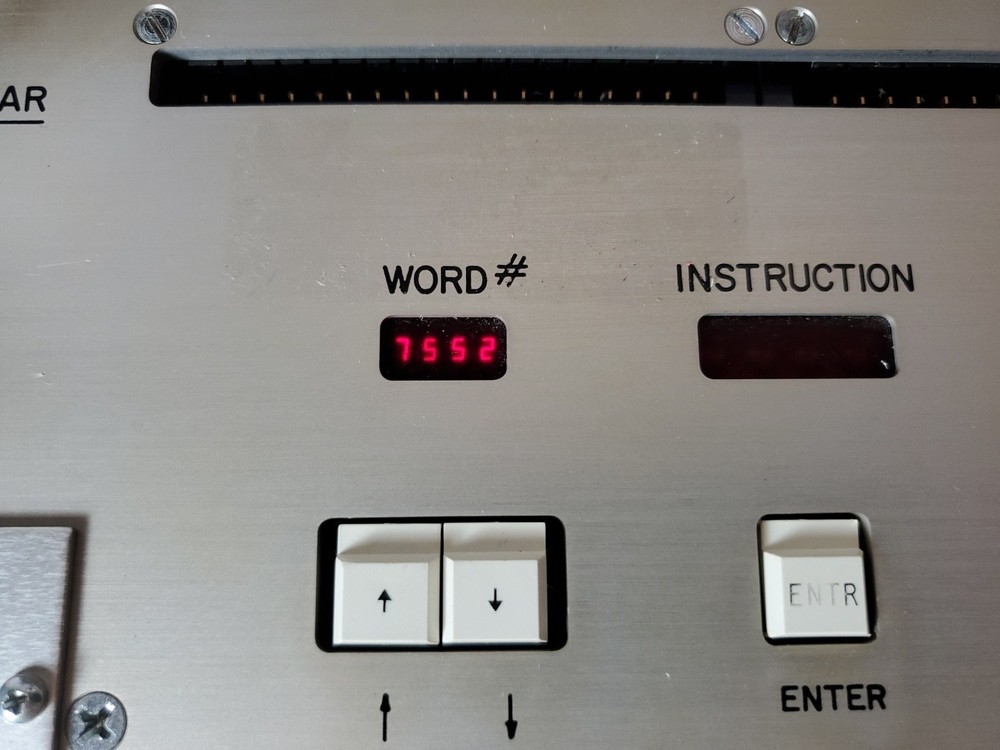 AR
WORD# INSTRUCTION
7552
↑ ↓ ENTR
↑ ↓ ENTER